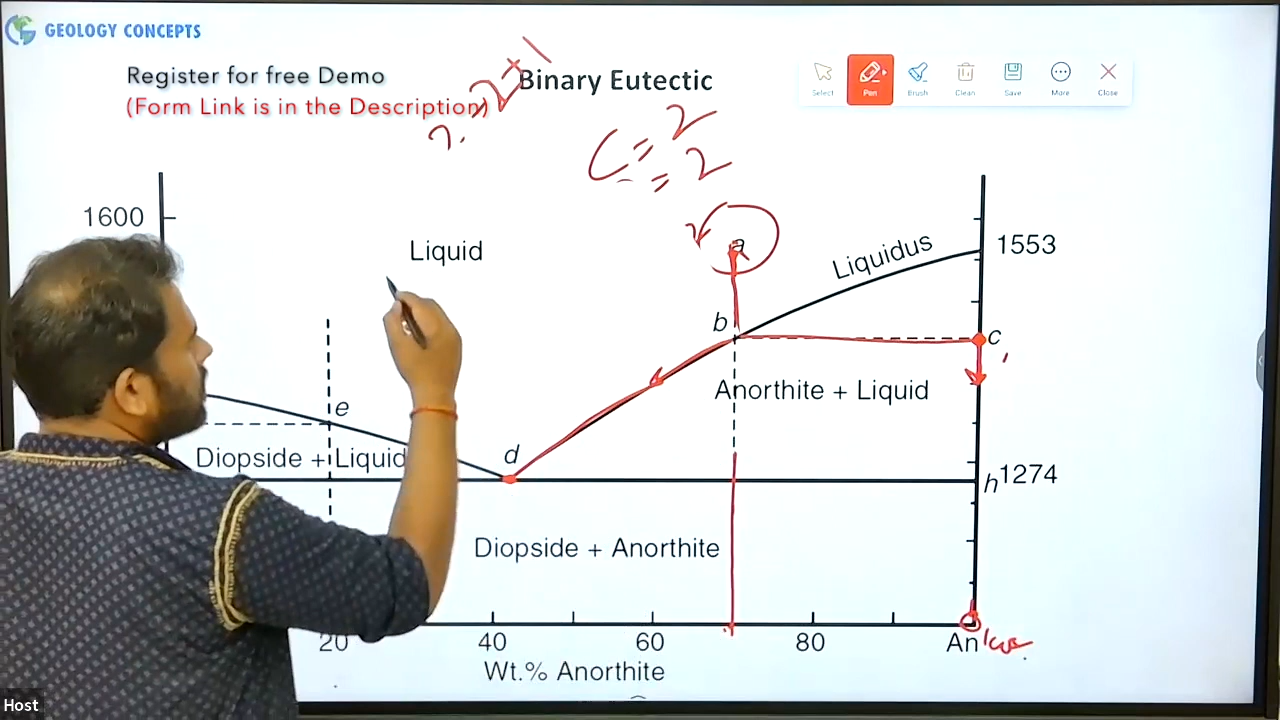 GEOLOGY CONCEPTS
Register for free Demo
(Form Link is in the Description)
Binary Eutectic
Select
Pen
Brush
Clean
Save
More
Close
C = 2
= 2
1600
Liquid
a
Liquidus
1553
b
c
Anorthite + Liquid
e
d
Diopside + Liquid
h
1274
Diopside + Anorthite
20
40
60
80
An
Wt.% Anorthite
Host